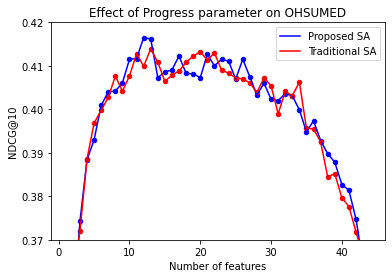 Effect of Progress parameter on OHSUMED
Proposed SA
Traditional SA
NDCG@10
0.42
0.41
0.40
0.39
0.38
0.37
0
10
20
30
40
Number of features